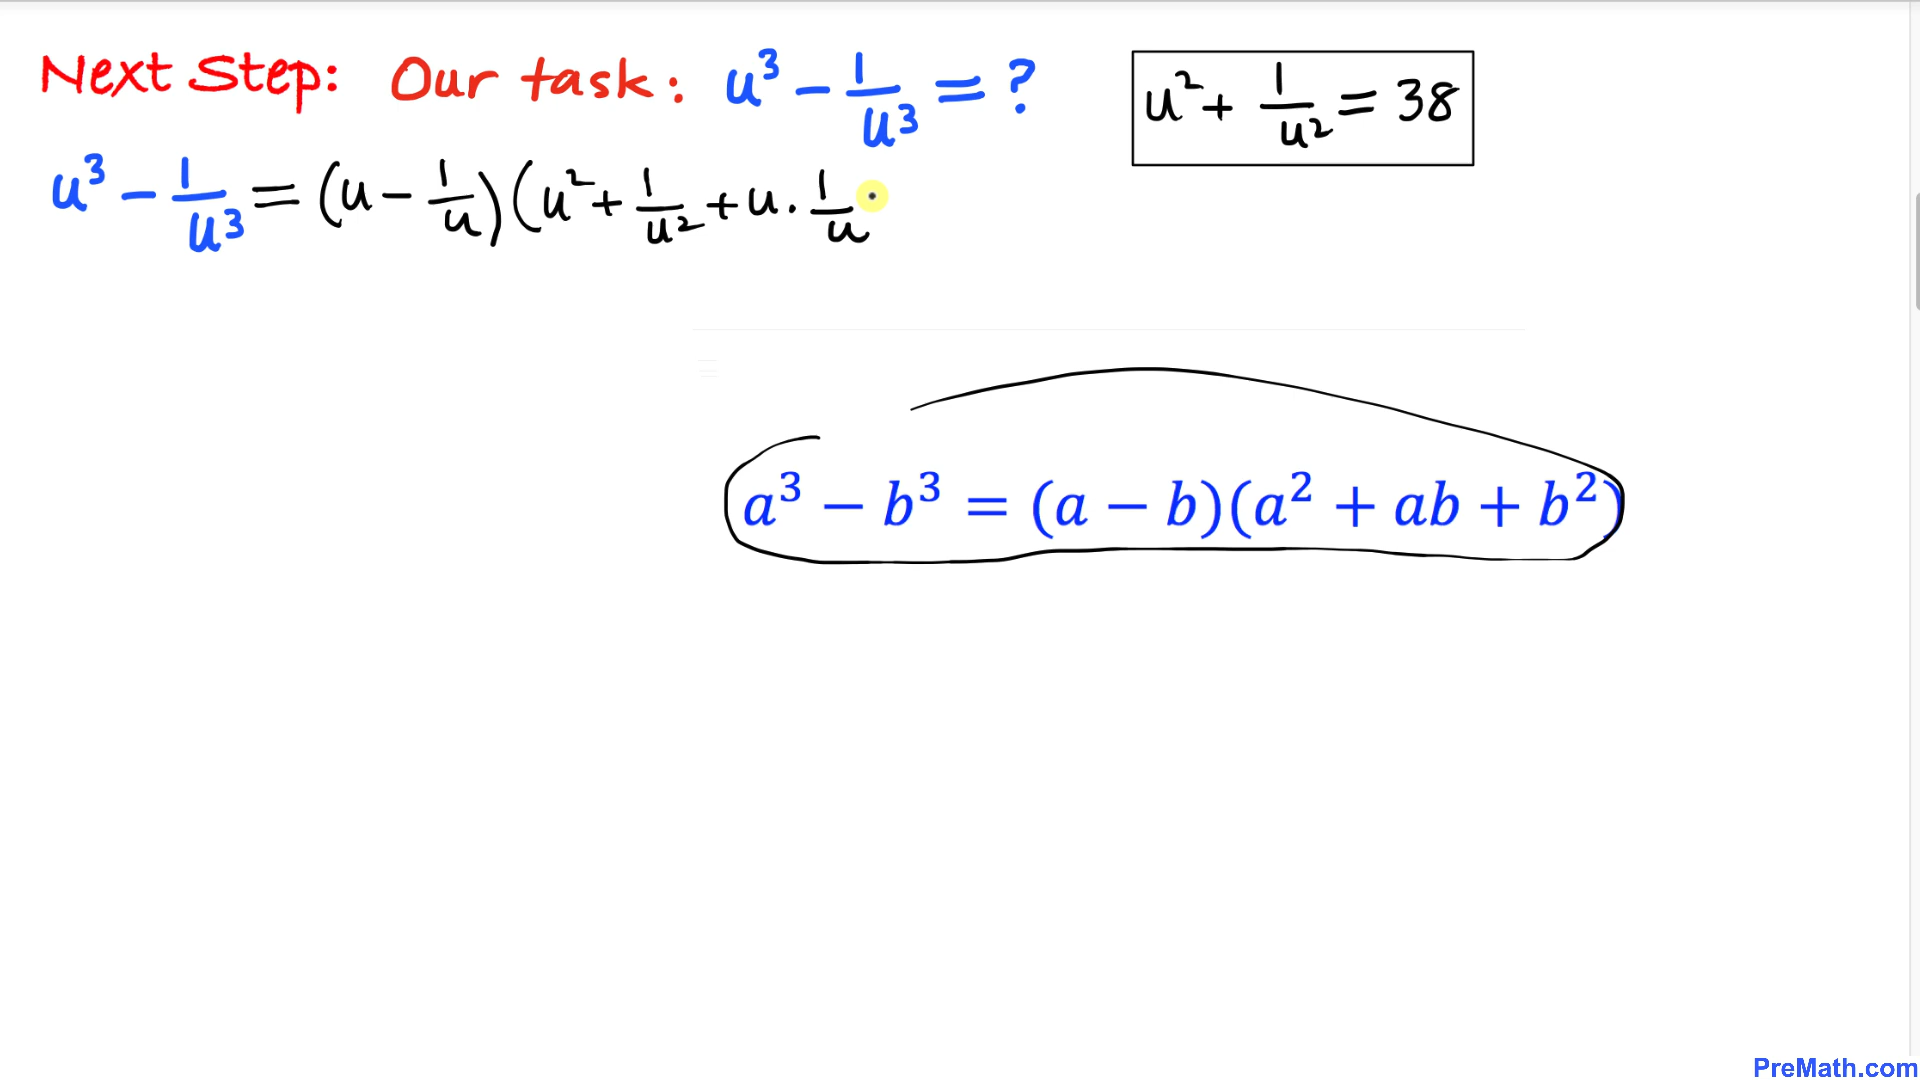 Next Step: Our task: u³ - 1/u³ = ?
u² + 1/u² = 38
u³ - 1/u³ = (u - 1/u)(u² + 1/u² + u · 1/u
a³ − b³ = (a − b)(a² + ab + b²)
PreMath.com